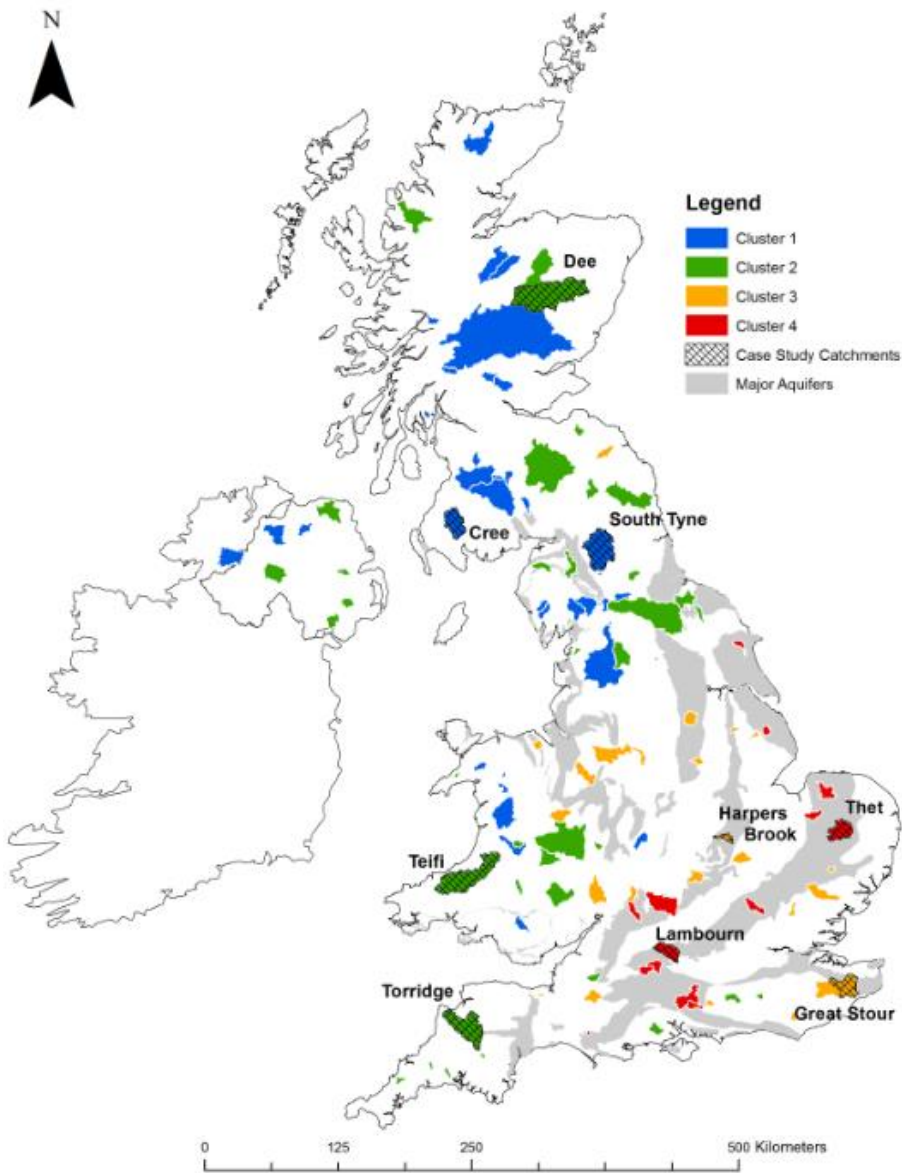 N
Legend
Cluster 1
Cluster 2
Cluster 3
Cluster 4
Case Study Catchments
Major Aquifers
Dee
South Tyne
Cree
Harpers
Brook
Thet
Teifi
Lambourn
Torridge
Great Stour
0 125 250 500 Kilometers